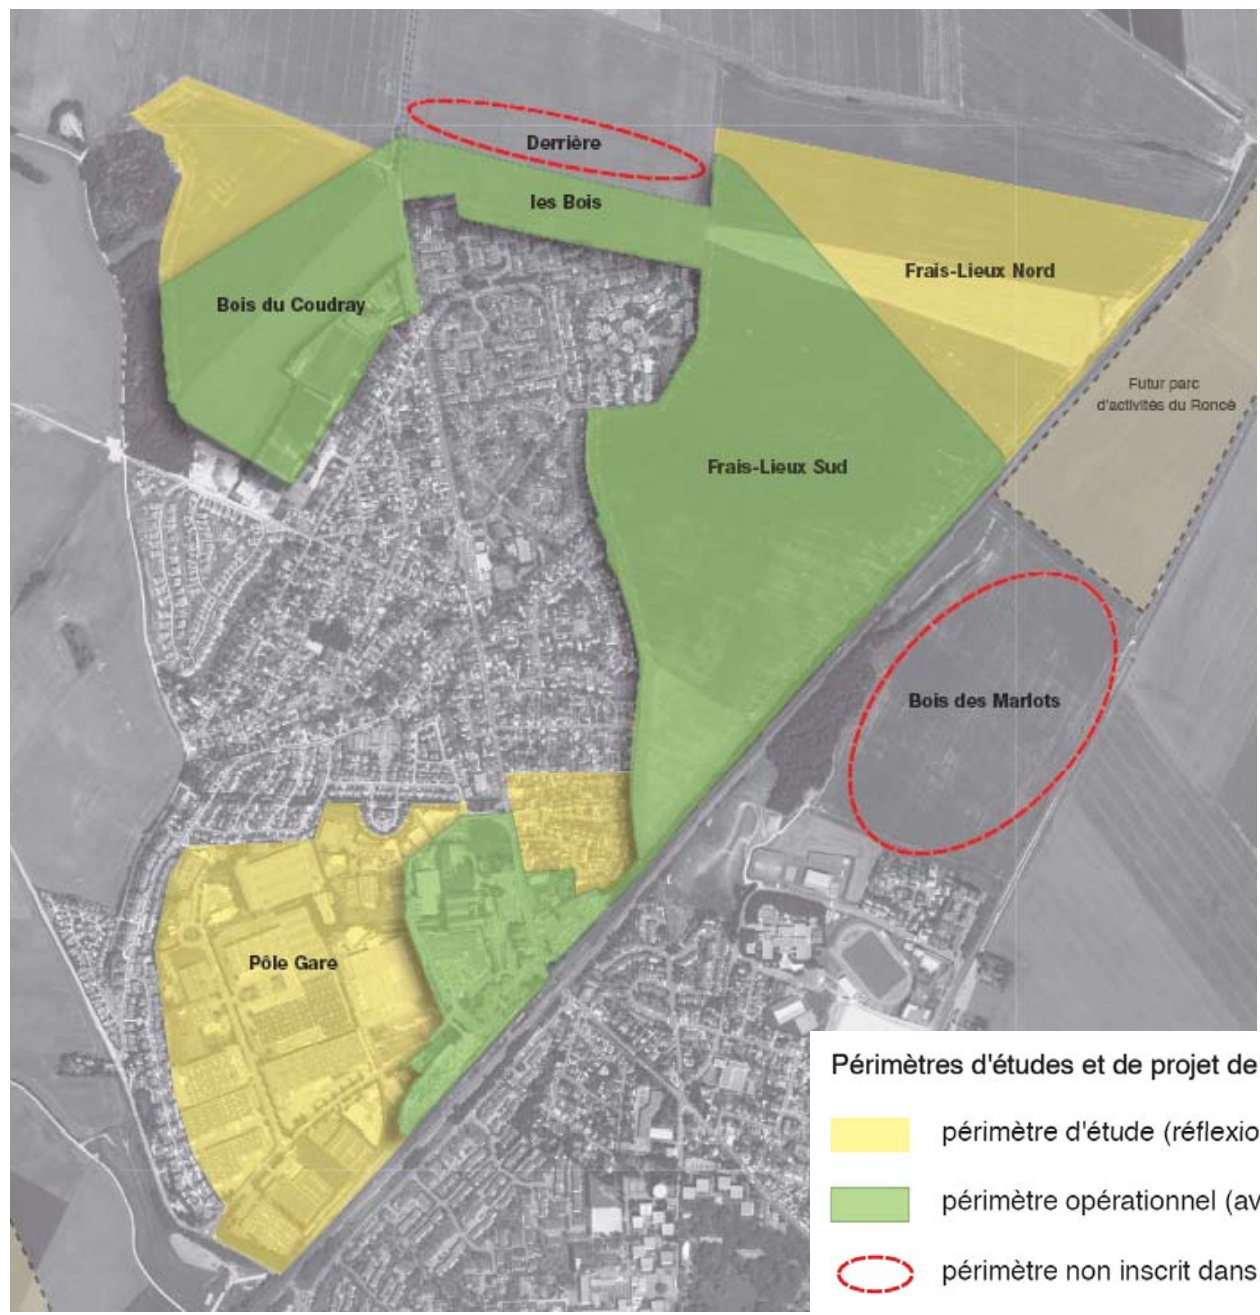 Derrière
les Bois
Frais-Lieux Nord
Bois du Coudray
Futur parc
d'activités du Roncé
Frais-Lieux Sud
Bois des Marlots
Pôle Gare
Périmètres d'études et de projet de
périmètre d'étude (réflexio
périmètre opérationnel (av
périmètre non inscrit dans